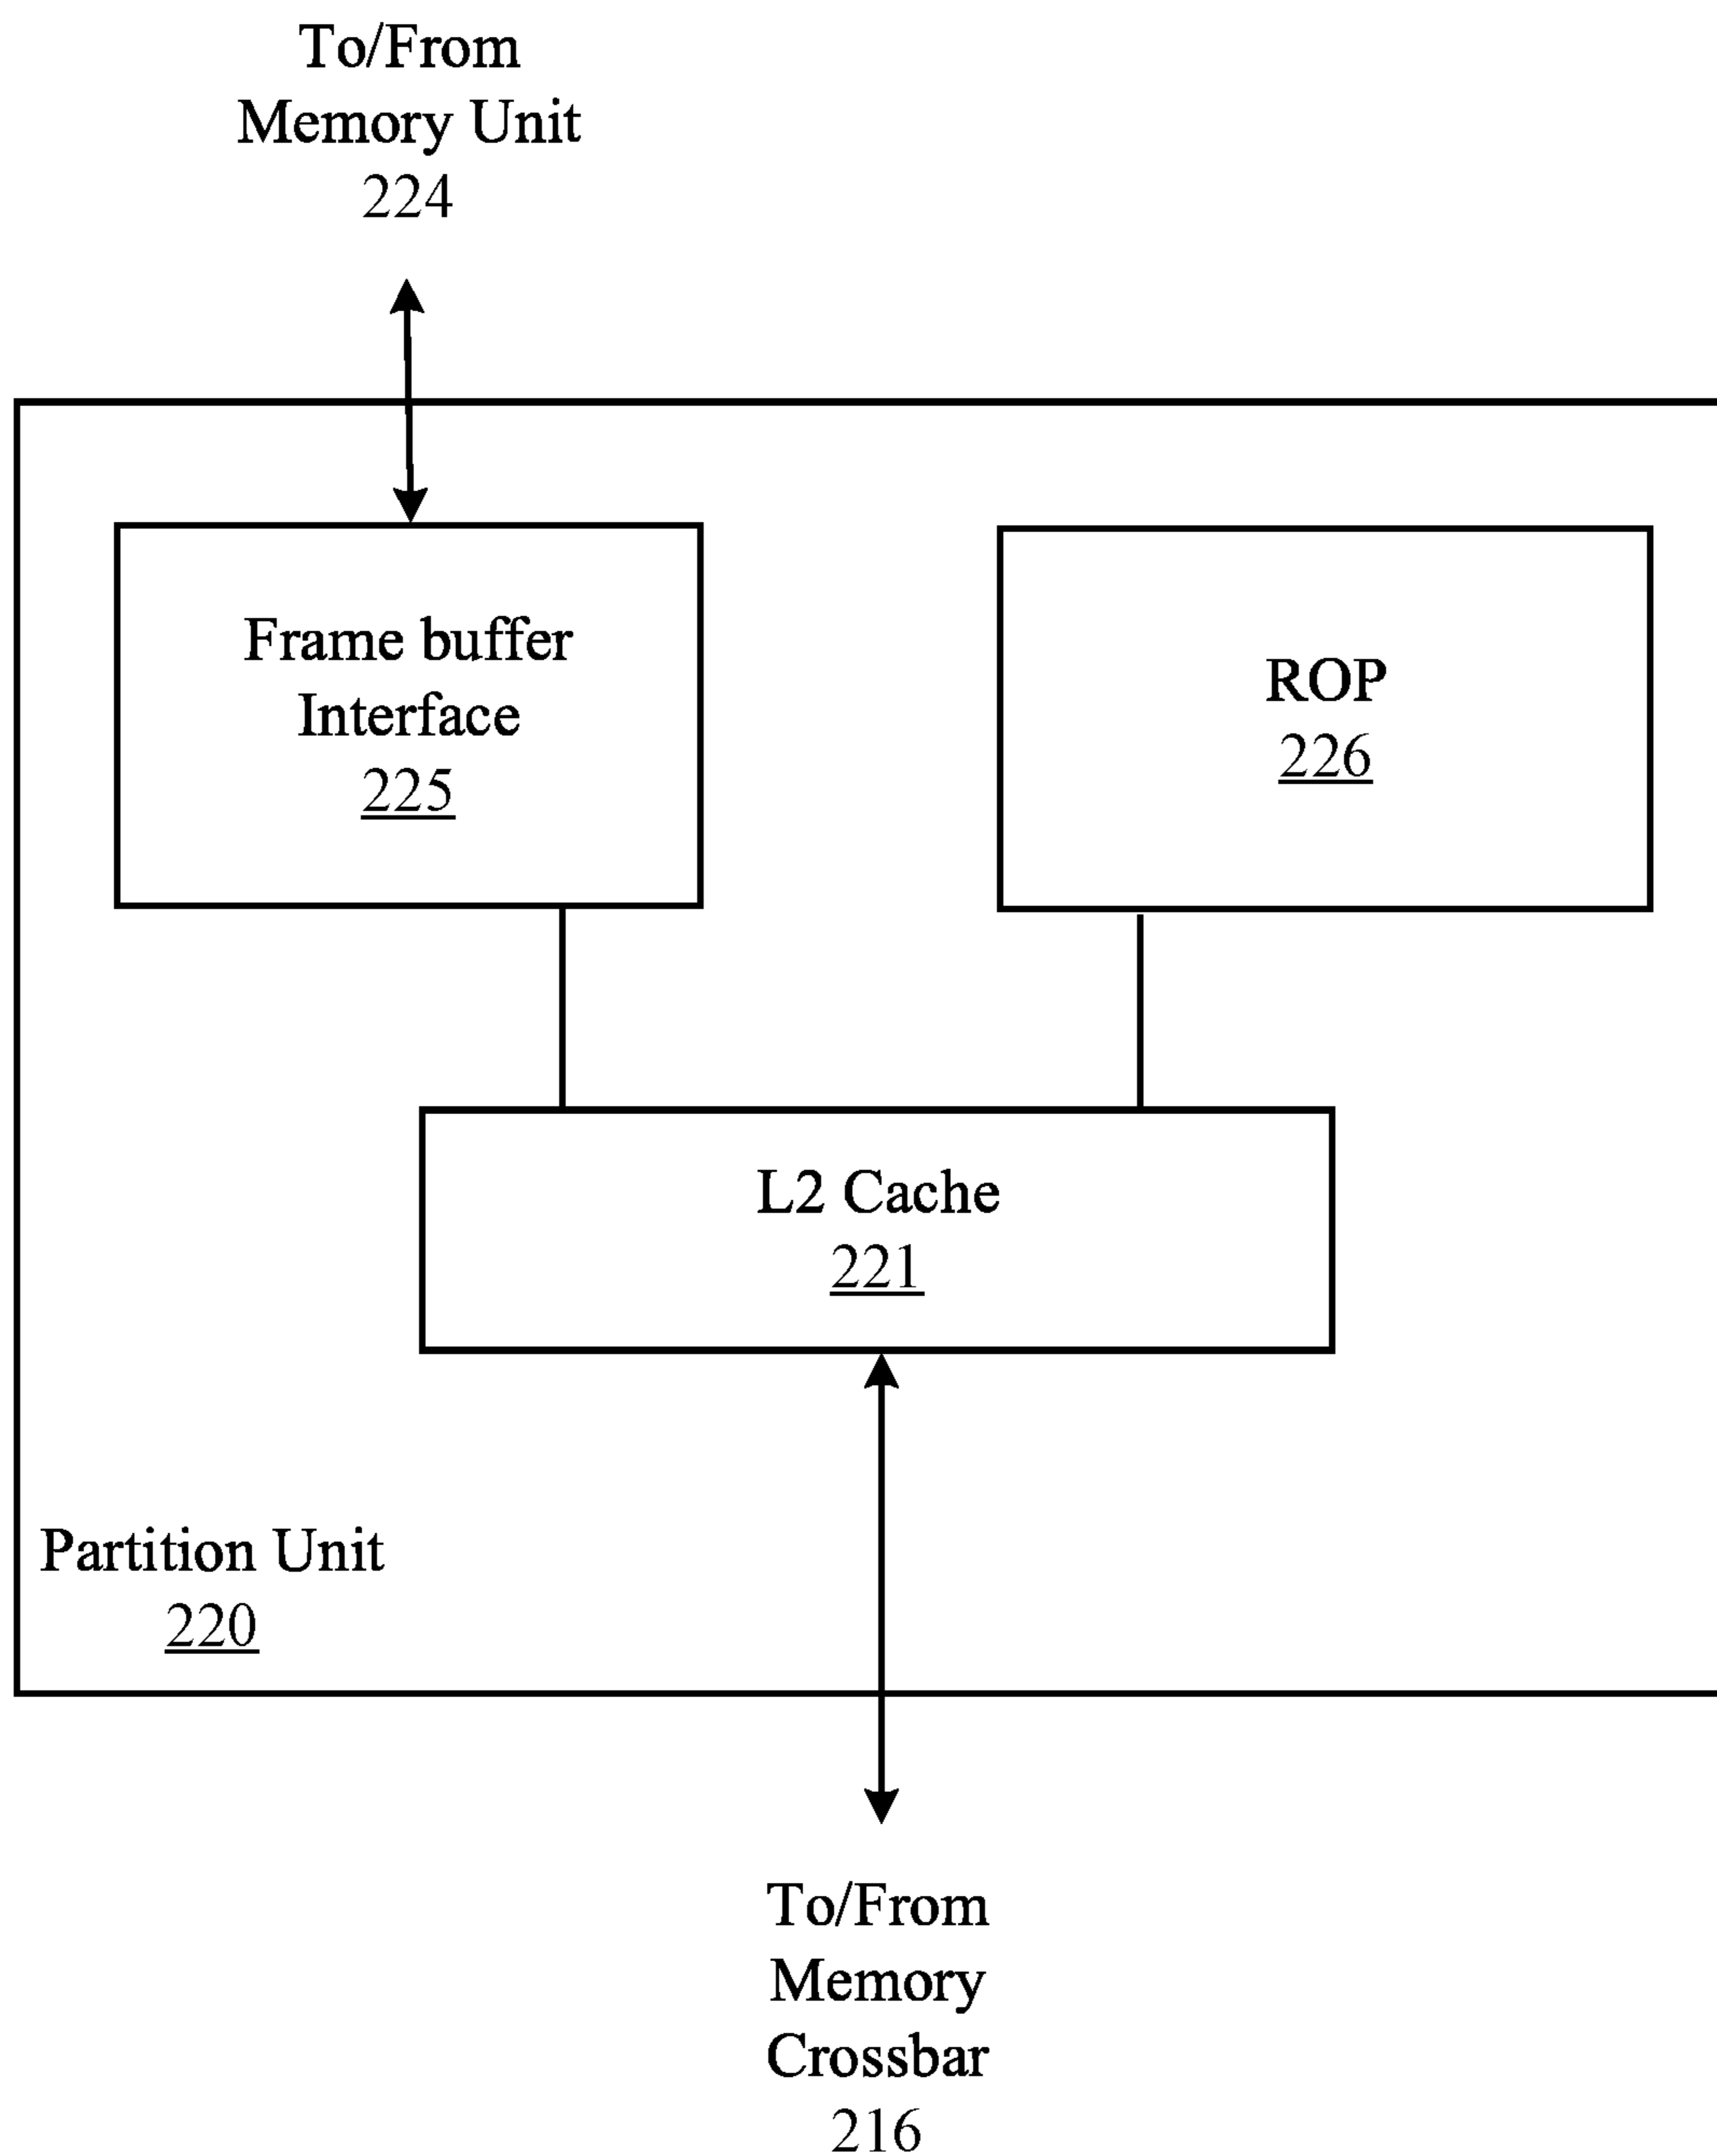 To/From
Memory Unit
224
Frame buffer
Interface
225
ROP
226
L2 Cache
221
Partition Unit
220
To/From
Memory
Crossbar
216